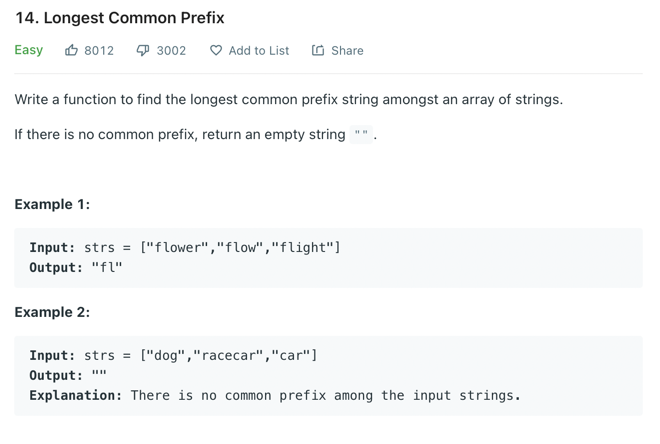 14. Longest Common Prefix
Easy 8012 3002 Add to List Share
Write a function to find the longest common prefix string amongst an array of strings.
If there is no common prefix, return an empty string "".
Example 1:
Input: strs = ["flower","flow","flight"]
Output: "fl"
Example 2:
Input: strs = ["dog","racecar","car"]
Output: ""
Explanation: There is no common prefix among the input strings.